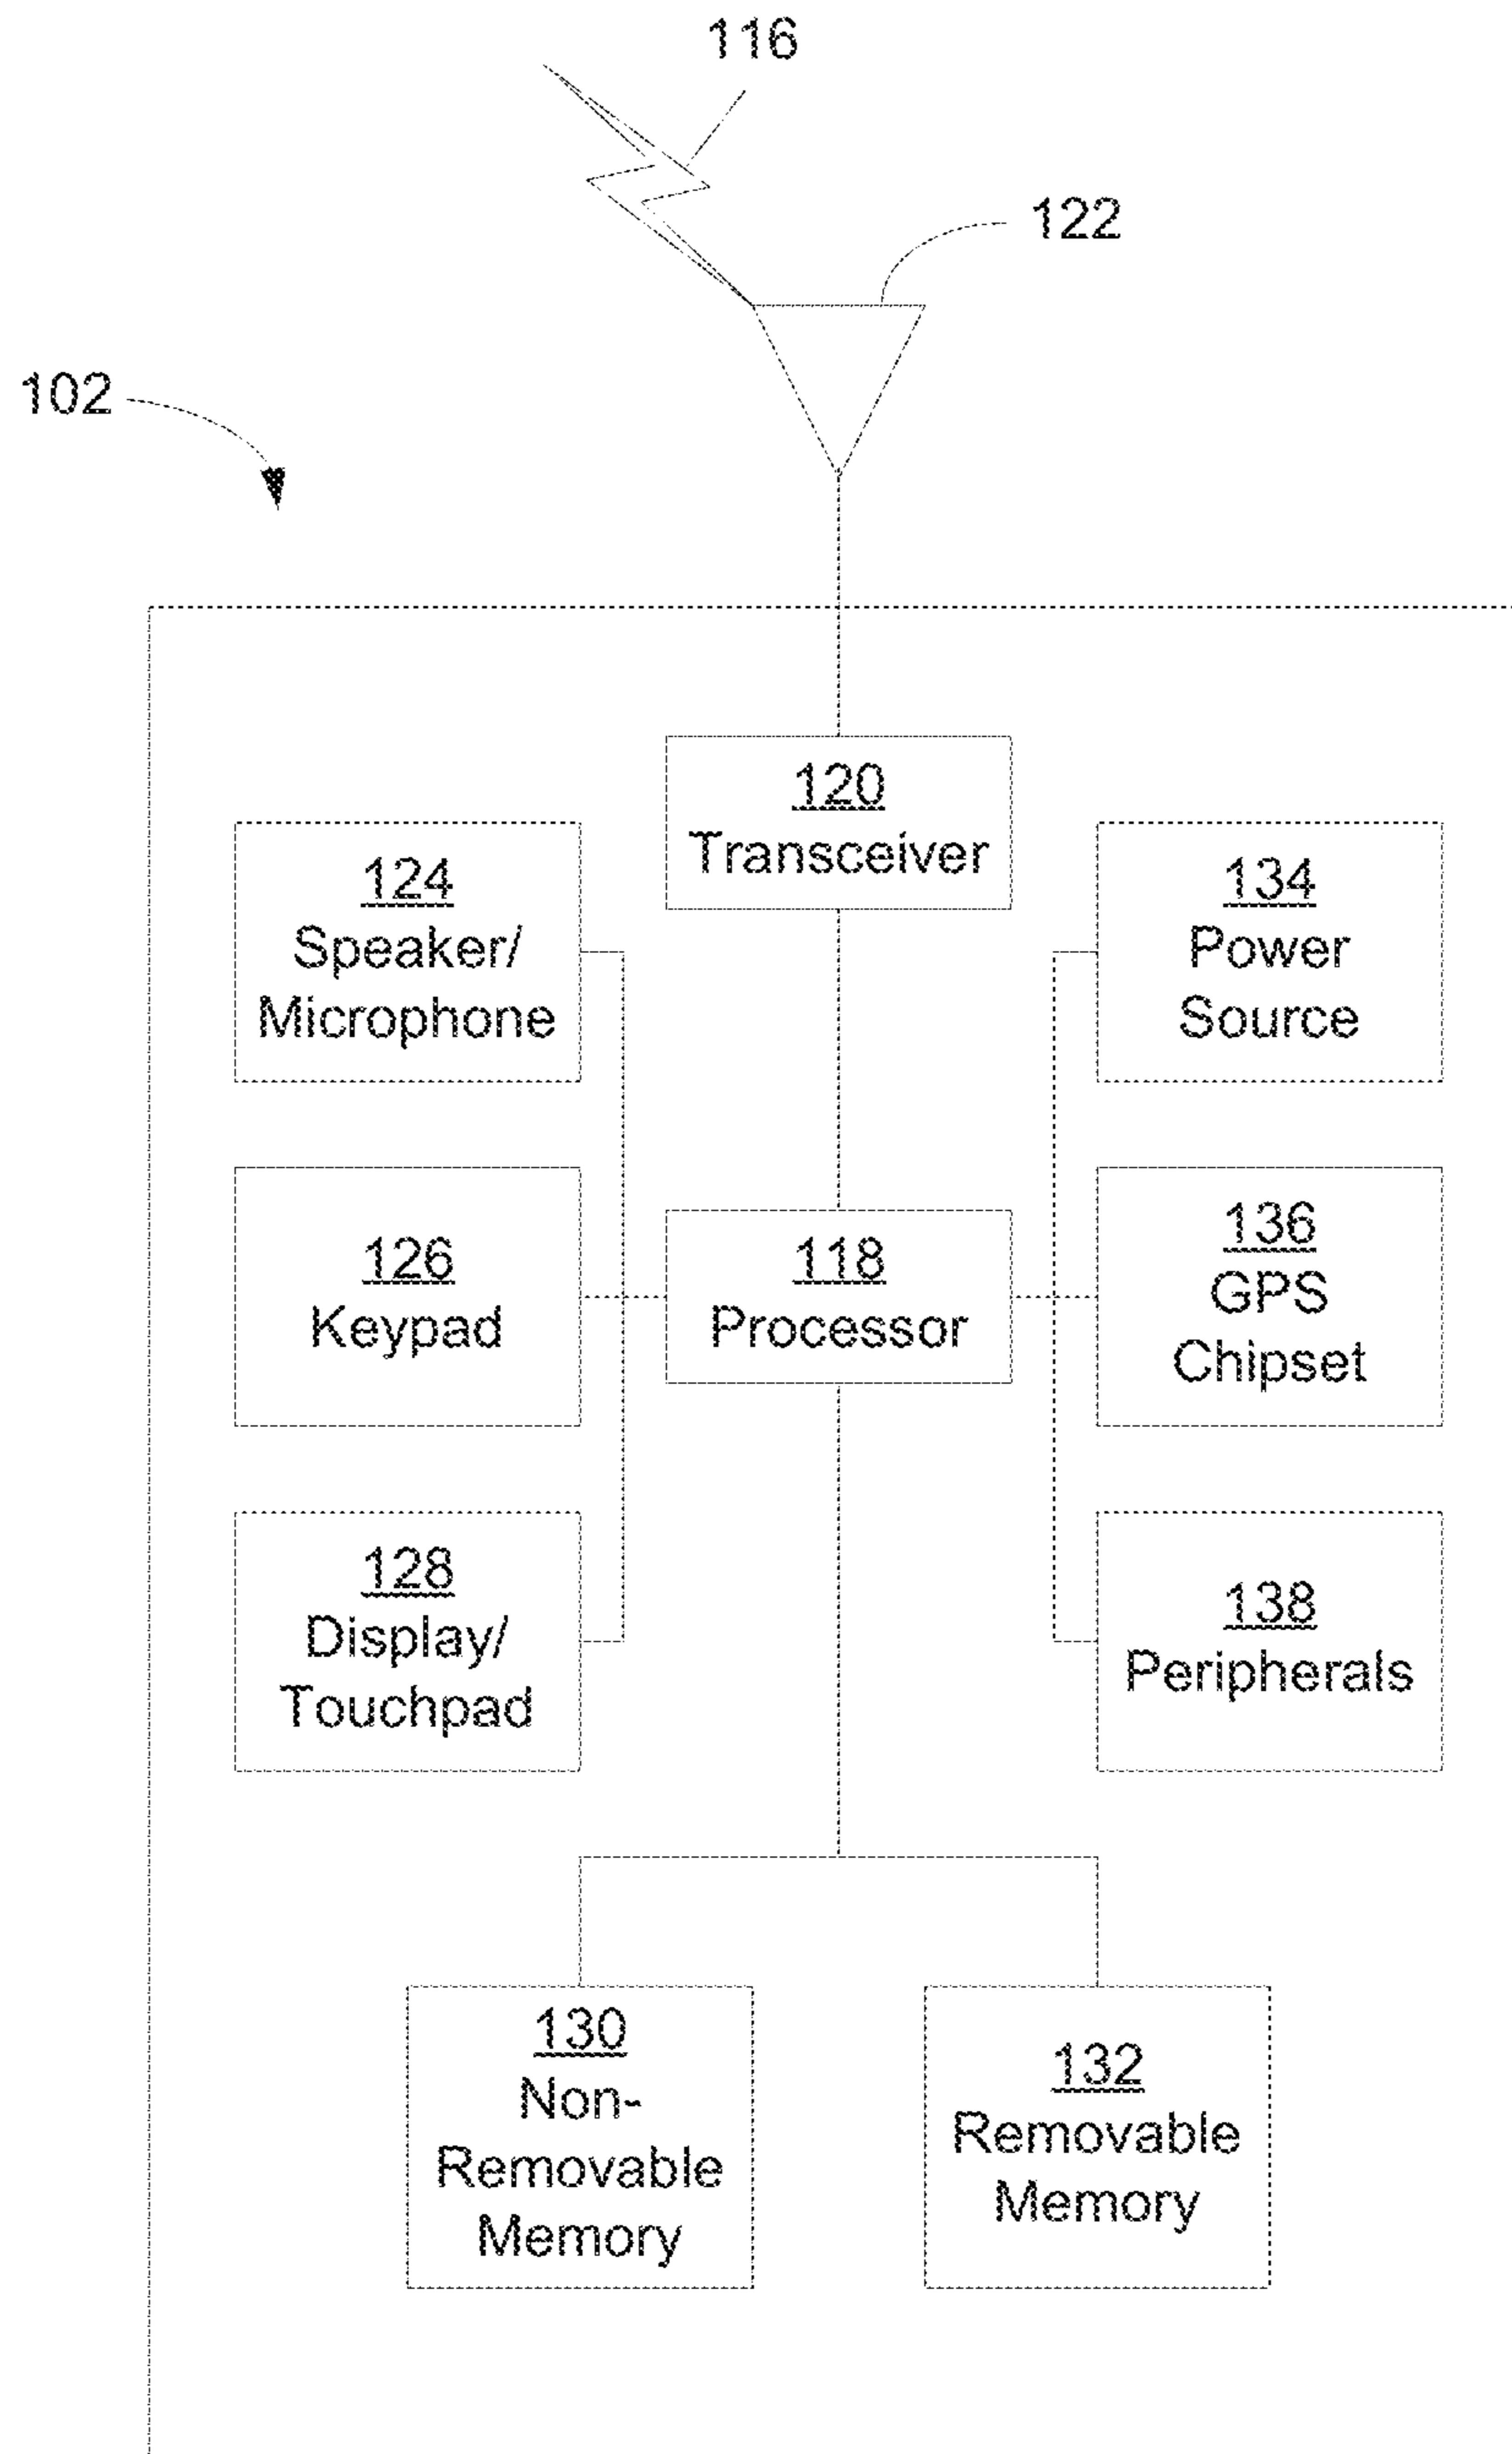 116
122
102
120
Transceiver
124
Speaker/
Microphone
134
Power
Source
126
Keypad
118
Processor
136
GPS
Chipset
128
Display/
Touchpad
138
Peripherals
130
Non-
Removable
Memory
132
Removable
Memory